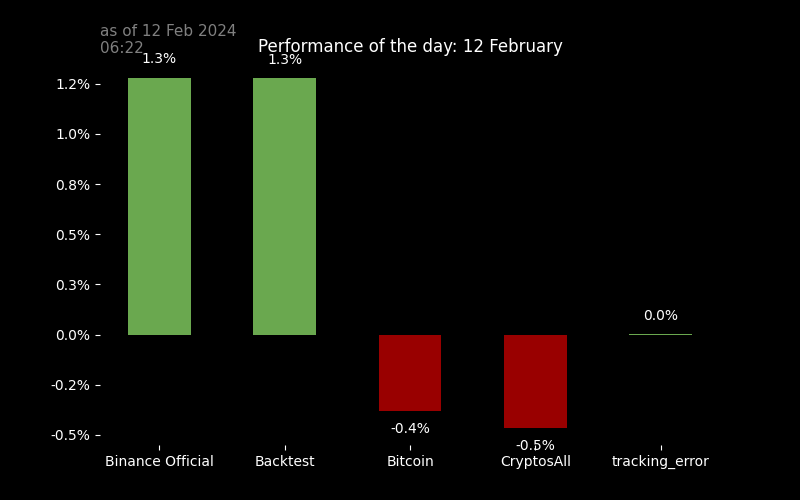 as of 12 Feb 2024
06:22
Performance of the day: 12 February
1.3%
1.3%
1.2%
1.0%
0.8%
0.5%
0.3%
0.0%
0.0%
-0.2%
-0.4%
-0.5%
-0.5%
Binance Official
Backtest
Bitcoin
CryptosAll
tracking_error